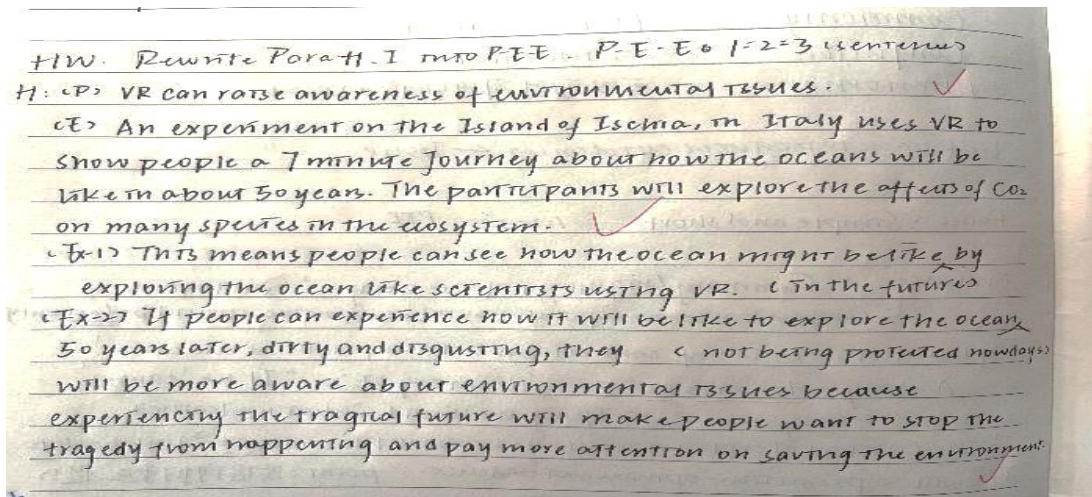 HW. Rewrite Para H. I into PEE. P-E-E 1=2=3 (sentences)
H: (P) VR can raise awareness of environmental issues.
(E) An experiment on the Island of Ischia, in Italy uses VR to
show people a 7 minute journey about how the oceans will be
like in about 50 years. The participants will explore the affects of CO2
on many species in the ecosystem.
(Ex-1) This means people can see how the ocean might be like by
exploring the ocean like scientists using VR. (in the future)
(Ex-2) If people can experience how it will be like to explore the ocean
50 years later, dirty and disgusting, they (not being protected nowdays)
will be more aware about environmental issues because
experiencing the tragical future will make people want to stop the
tragedy from happening and pay more attention on saving the environment.